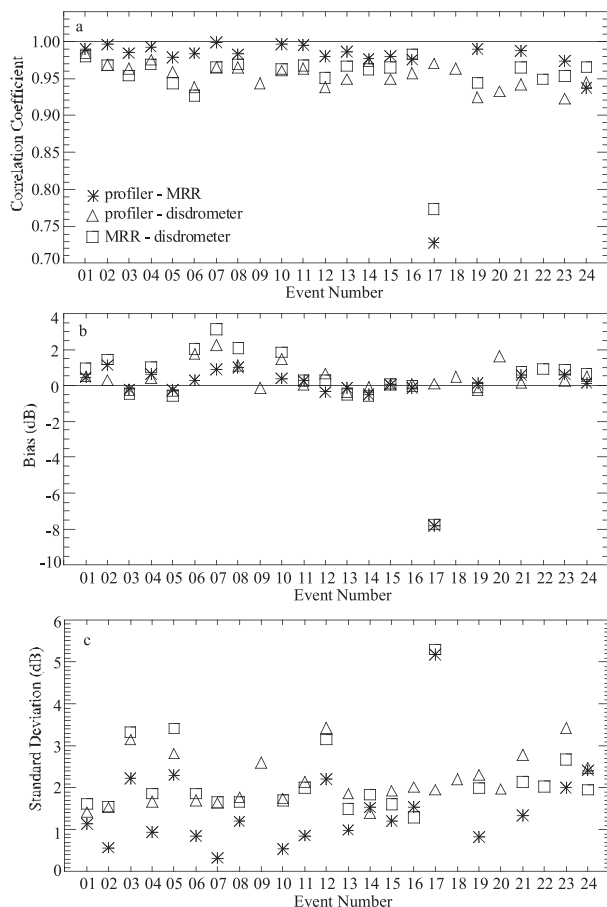 a
1.00
0.95
0.90
0.85
0.80
0.75
0.70
Correlation Coefficient
profiler - MRR
profiler - disdrometer
MRR - disdrometer
01 02 03 04 05 06 07 08 09 10 11 12 13 14 15 16 17 18 19 20 21 22 23 24
Event Number
b
4
2
0
-2
-4
-6
-8
-10
Bias (dB)
01 02 03 04 05 06 07 08 09 10 11 12 13 14 15 16 17 18 19 20 21 22 23 24
Event Number
c
6
5
4
3
2
1
0
Standard Deviation (dB)
01 02 03 04 05 06 07 08 09 10 11 12 13 14 15 16 17 18 19 20 21 22 23 24
Event Number